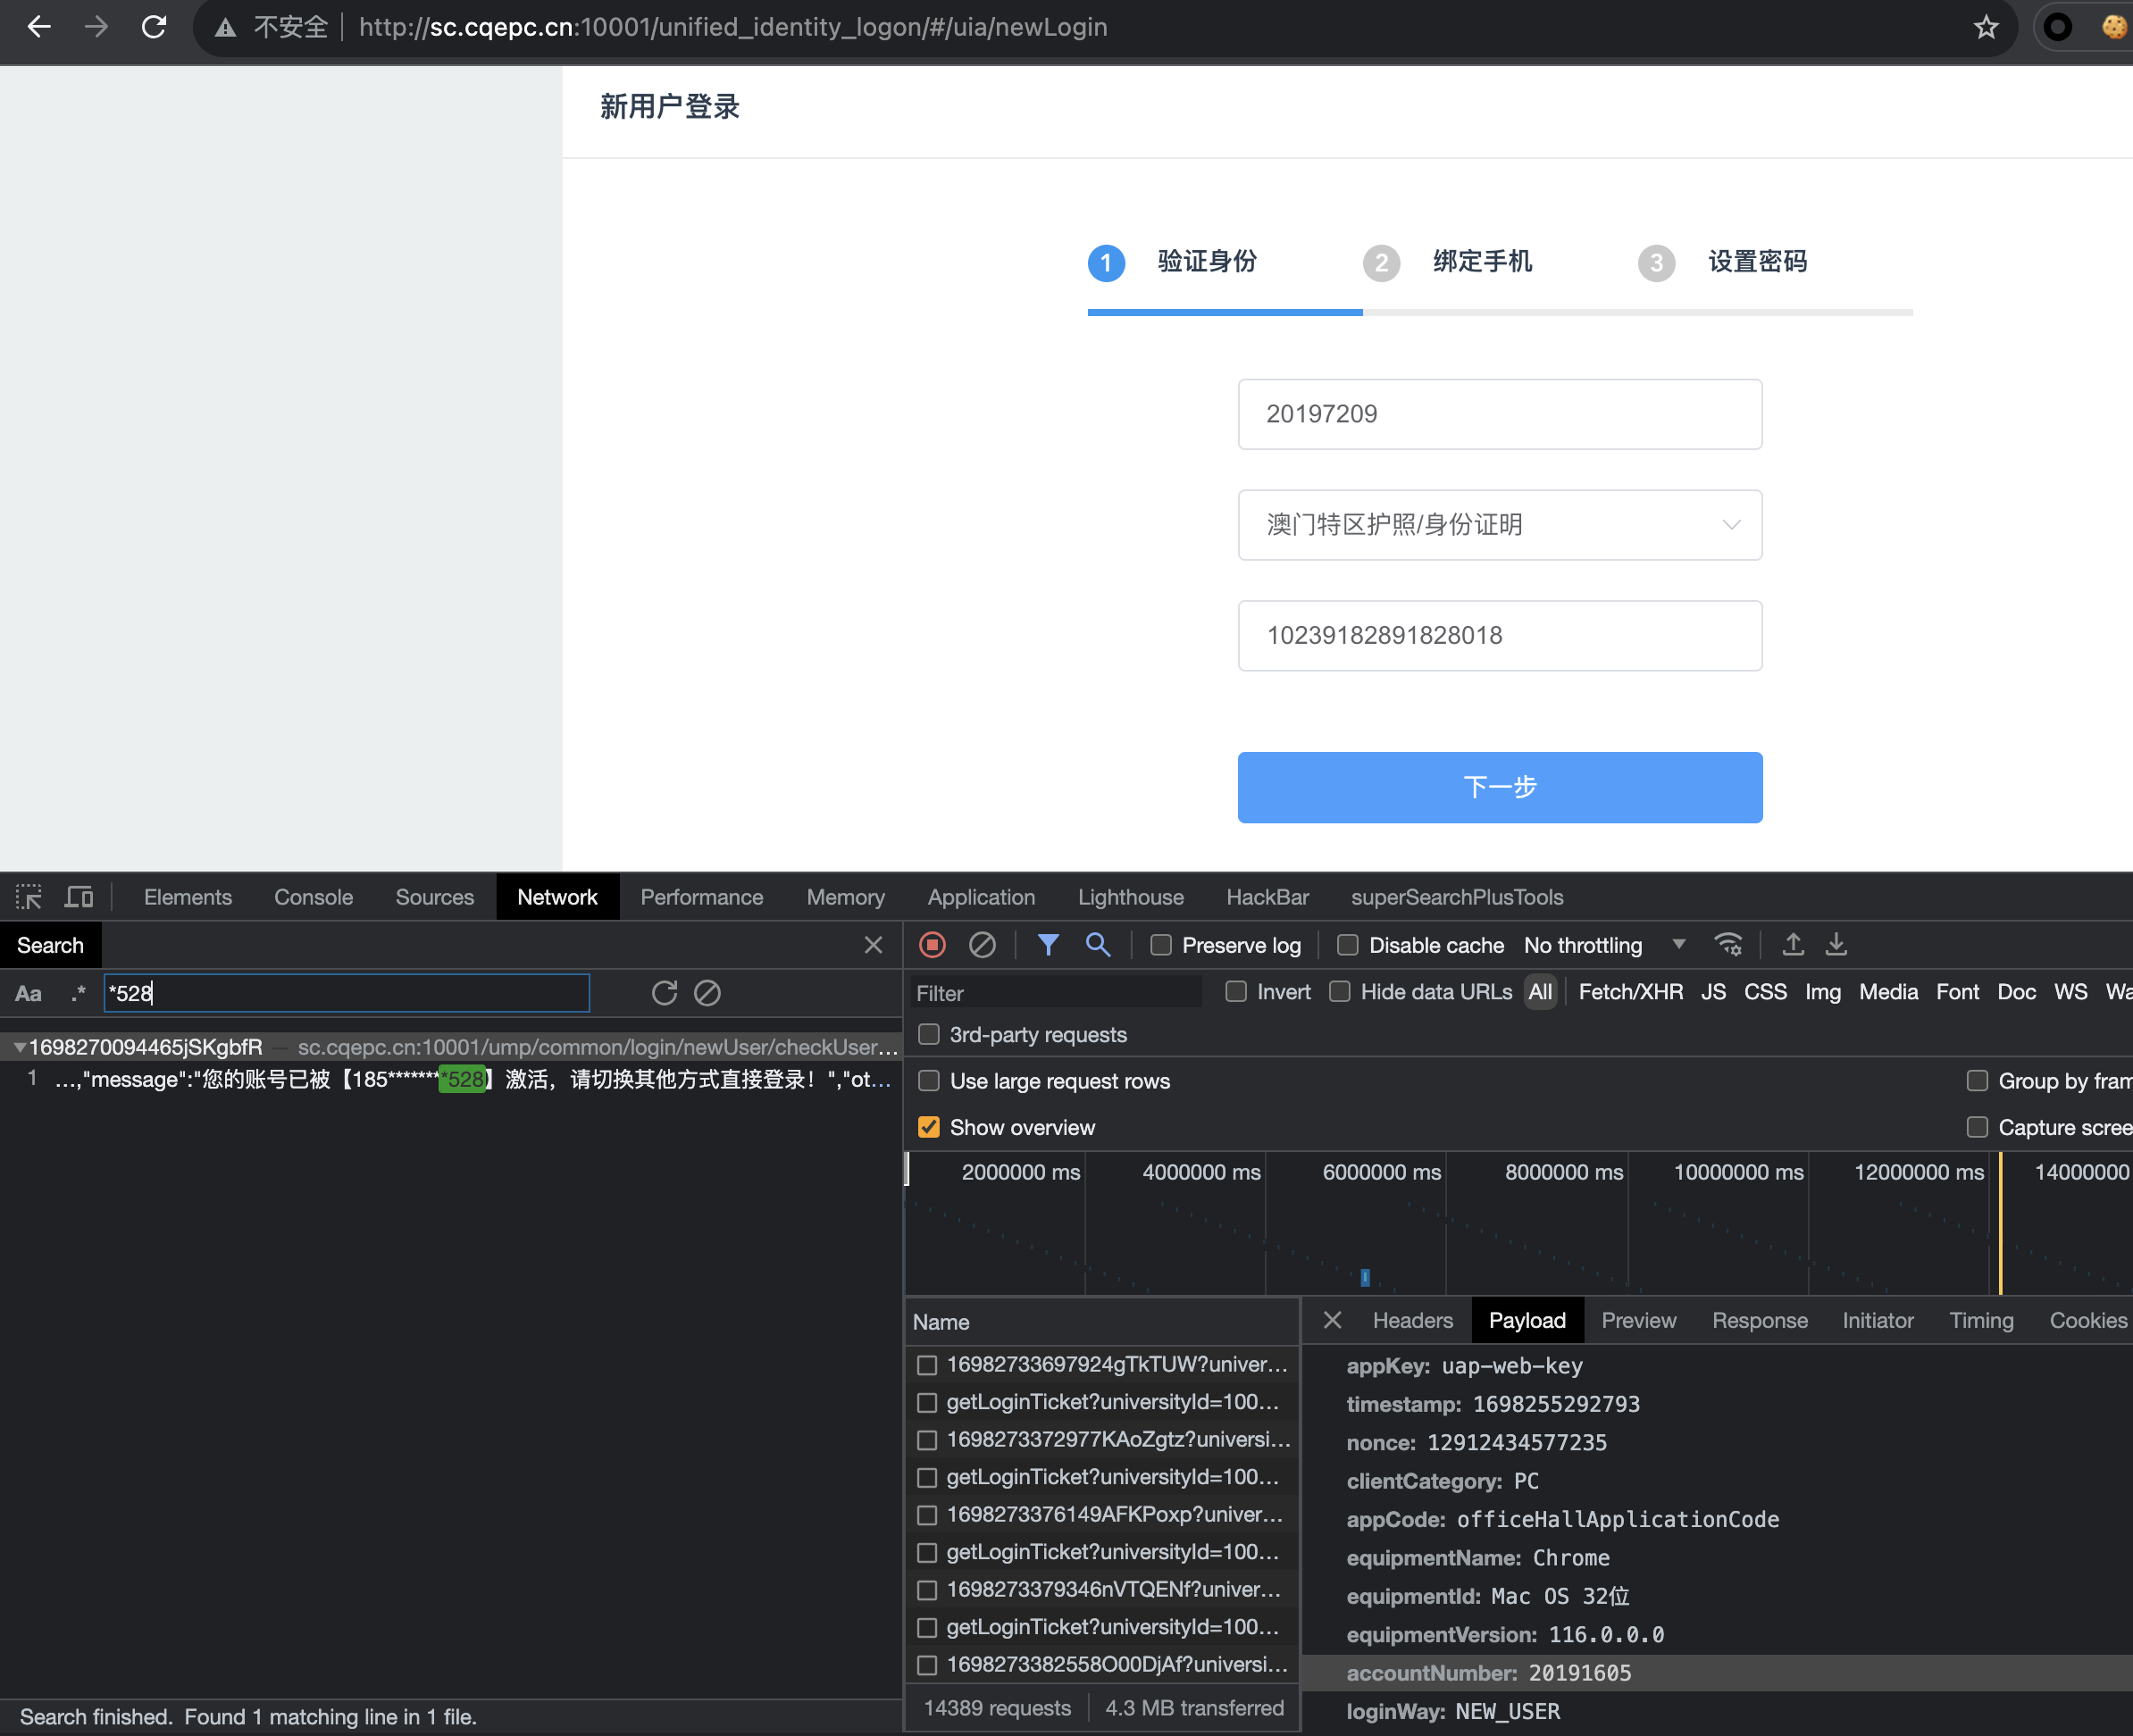 不安全 http://sc.cqepc.cn:10001/unified_identity_logon/#/uia/newLogin
新用户登录
1 验证身份 2 绑定手机 3 设置密码
20197209
澳门特区护照/身份证明
10239182891828018
下一步
Elements Console Sources Network Performance Memory Application Lighthouse HackBar superSearchPlusTools
Search
Aa .* *528
1698270094465jSKgbfR — sc.cqepc.cn:10001/ump/common/login/newUser/checkUser…
1 …,"message":"您的账号已被【185********528】激活，请切换其他方式直接登录！","ot…
Search finished. Found 1 matching line in 1 file.
Preserve log Disable cache No throttling
Filter Invert Hide data URLs All Fetch/XHR JS CSS Img Media Font Doc WS Wa
3rd-party requests
Use large request rows Group by fram
Show overview Capture scree
2000000 ms 4000000 ms 6000000 ms 8000000 ms 10000000 ms 12000000 ms 14000000
Name
16982733697924gTkTUW?univer…
getLoginTicket?universityId=100…
1698273372977KAoZgtz?universi…
getLoginTicket?universityId=100…
1698273376149AFKPoxp?univer…
getLoginTicket?universityId=100…
1698273379346nVTQENf?univer…
getLoginTicket?universityId=100…
1698273382558O00DjAf?universi…
14389 requests 4.3 MB transferred
Headers Payload Preview Response Initiator Timing Cookies
appKey: uap-web-key
timestamp: 1698255292793
nonce: 12912434577235
clientCategory: PC
appCode: officeHallApplicationCode
equipmentName: Chrome
equipmentId: Mac OS 32位
equipmentVersion: 116.0.0.0
accountNumber: 20191605
loginWay: NEW_USER